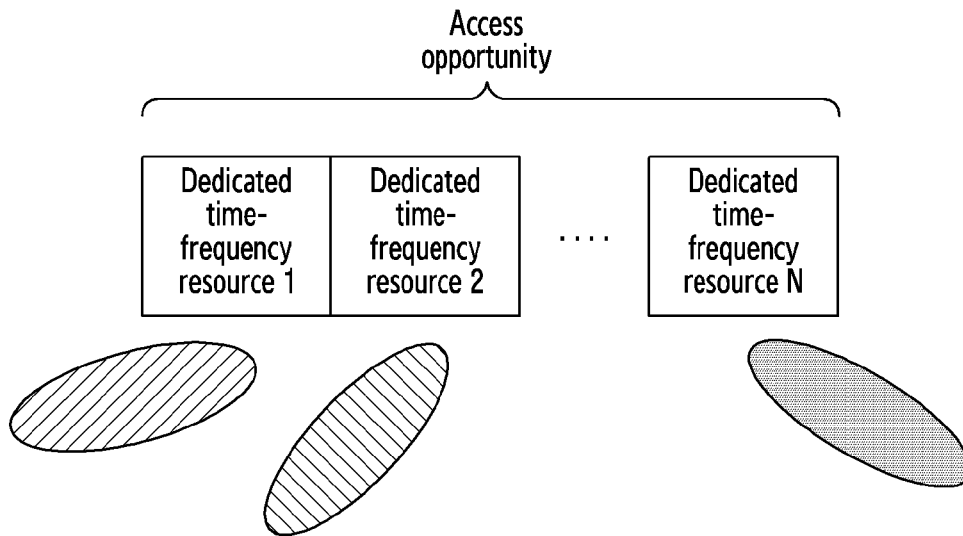 Access
opportunity
Dedicated
time-
frequency
resource 1
Dedicated
time-
frequency
resource 2
....
Dedicated
time-
frequency
resource N